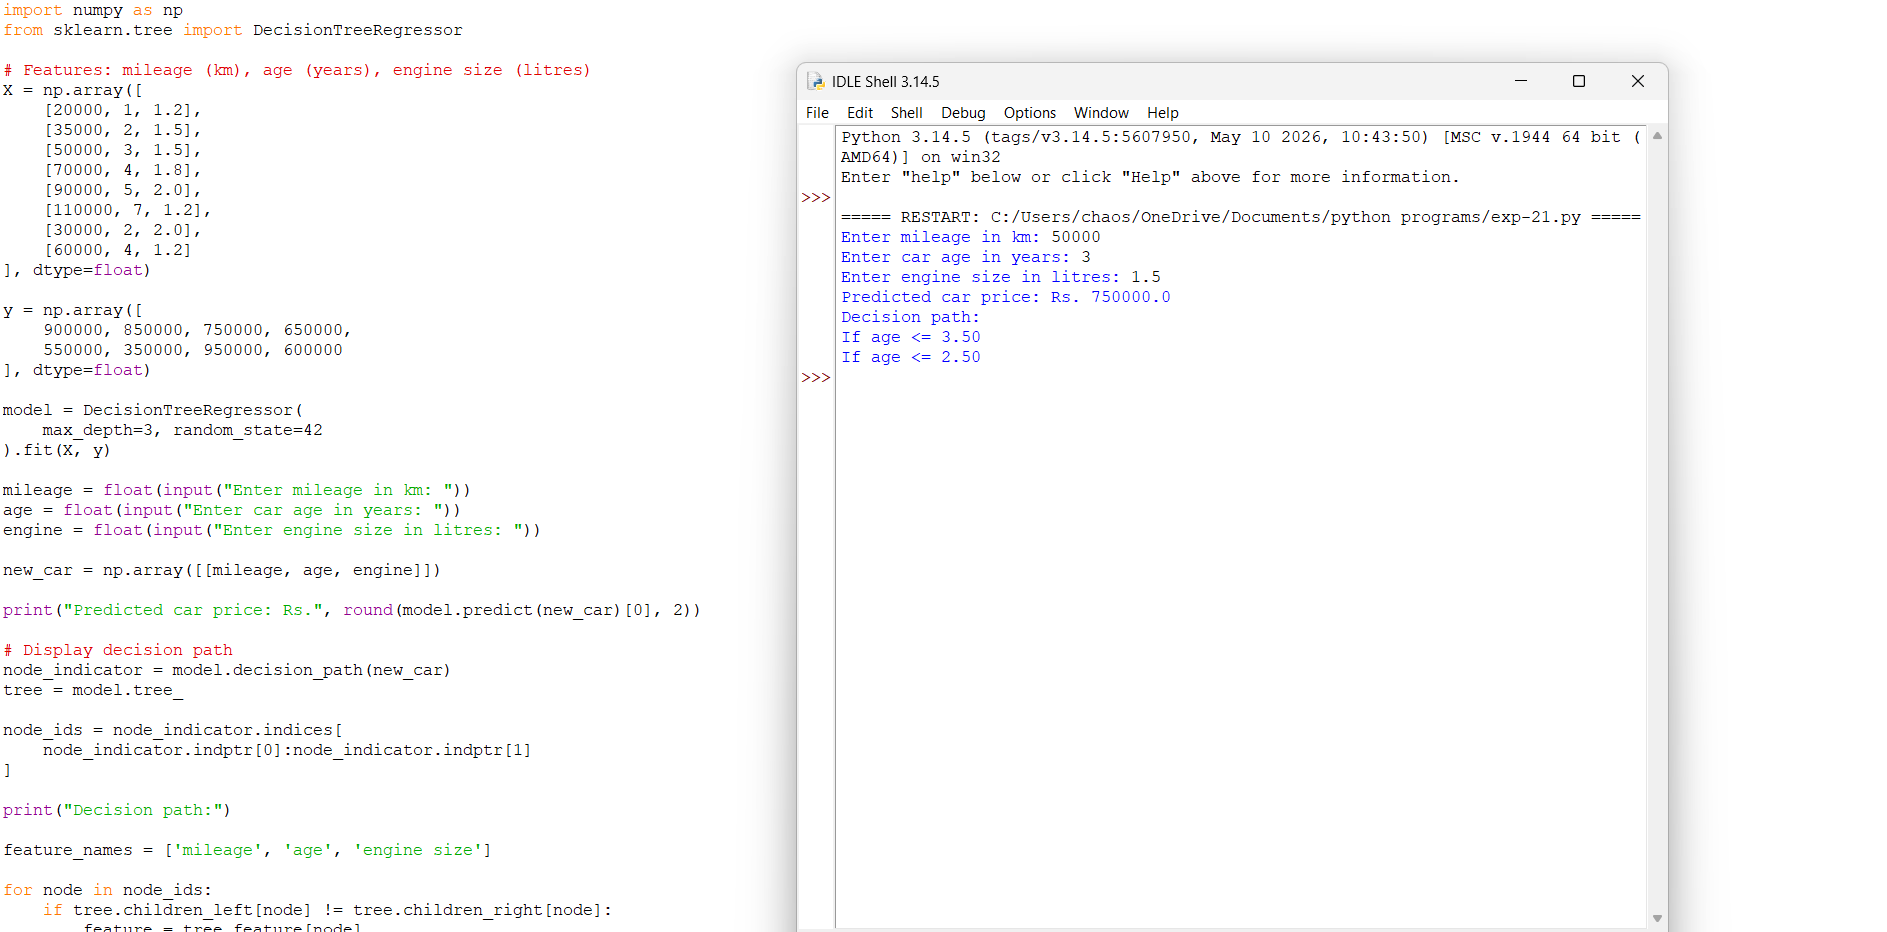 import numpy as np
from sklearn.tree import DecisionTreeRegressor

# Features: mileage (km), age (years), engine size (litres)
X = np.array([
    [20000, 1, 1.2],
    [35000, 2, 1.5],
    [50000, 3, 1.5],
    [70000, 4, 1.8],
    [90000, 5, 2.0],
    [110000, 7, 1.2],
    [30000, 2, 2.0],
    [60000, 4, 1.2]
], dtype=float)

y = np.array([
    900000, 850000, 750000, 650000,
    550000, 350000, 950000, 600000
], dtype=float)

model = DecisionTreeRegressor(
    max_depth=3, random_state=42
).fit(X, y)

mileage = float(input("Enter mileage in km: "))
age = float(input("Enter car age in years: "))
engine = float(input("Enter engine size in litres: "))

new_car = np.array([[mileage, age, engine]])

print("Predicted car price: Rs.", round(model.predict(new_car)[0], 2))

# Display decision path
node_indicator = model.decision_path(new_car)
tree = model.tree_

node_ids = node_indicator.indices[
    node_indicator.indptr[0]:node_indicator.indptr[1]
]

print("Decision path:")

feature_names = ['mileage', 'age', 'engine size']

for node in node_ids:
    if tree.children_left[node] != tree.children_right[node]:
        feature = tree.feature[node]
IDLE Shell 3.14.5
File Edit Shell Debug Options Window Help
Python 3.14.5 (tags/v3.14.5:5607950, May 10 2026, 10:43:50) [MSC v.1944 64 bit (
AMD64)] on win32
Enter "help" below or click "Help" above for more information.
>>>
===== RESTART: C:/Users/chaos/OneDrive/Documents/python programs/exp-21.py =====
Enter mileage in km: 50000
Enter car age in years: 3
Enter engine size in litres: 1.5
Predicted car price: Rs. 750000.0
Decision path:
If age <= 3.50
If age <= 2.50
>>>